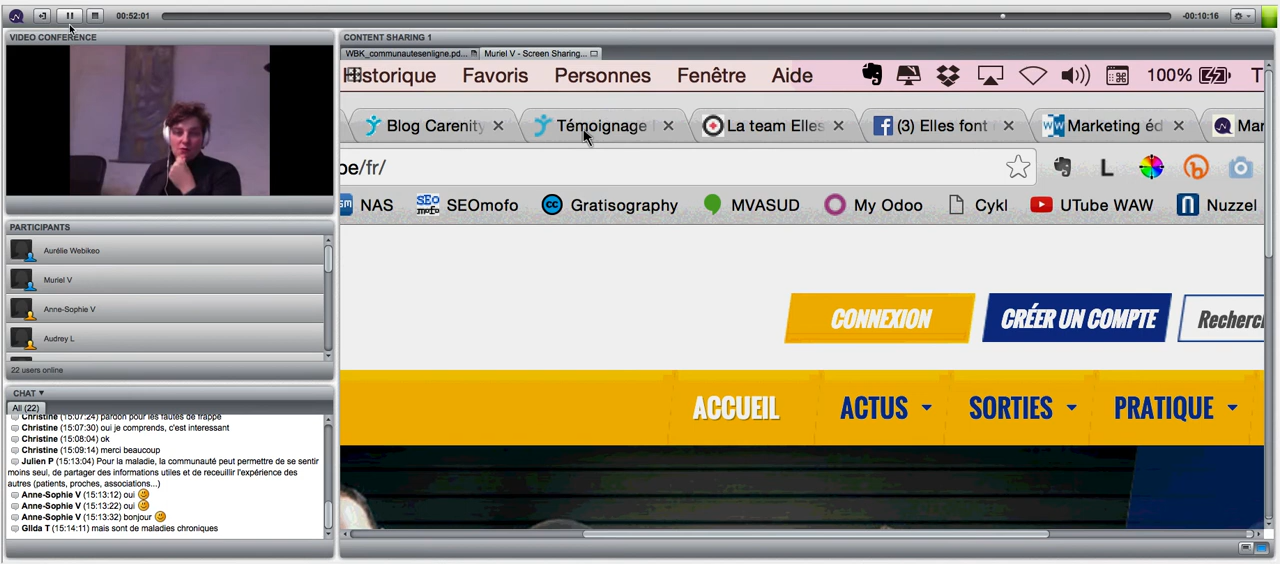 00:52:01
-00:10:16
VIDEO CONFERENCE
PARTICIPANTS
Aurélie Webikeo
Muriel V
Anne-Sophie V
Audrey L
22 users online
CHAT
All (22)
Christine (15:07:24) pardon pour les fautes de frappe
Christine (15:07:30) oui je comprends, c'est interessant
Christine (15:08:04) ok
Christine (15:09:14) merci beaucoup
Julien P (15:13:04) Pour la maladie, la communauté peut permettre de se sentir
moins seul, de partager des informations utiles et de receuillir l'expérience des
autres (patients, proches, associations...)
Anne-Sophie V (15:13:12) oui
Anne-Sophie V (15:13:22) oui
Anne-Sophie V (15:13:32) bonjour
Gilda T (15:14:11) mais sont de maladies chroniques
CONTENT SHARING 1
WBK_communautesenligne.pd... Muriel V - Screen Sharing...
Historique Favoris Personnes Fenêtre Aide 100% T
Blog Carenity Témoignage La team Elles (3) Elles font Marketing éd Mar
be/fr/
NAS SEOmofo Gratisography MVASUD My Odoo Cykl UTube WAW Nuzzel
CONNEXION CRÉER UN COMPTE Recherc
ACCUEIL ACTUS SORTIES PRATIQUE